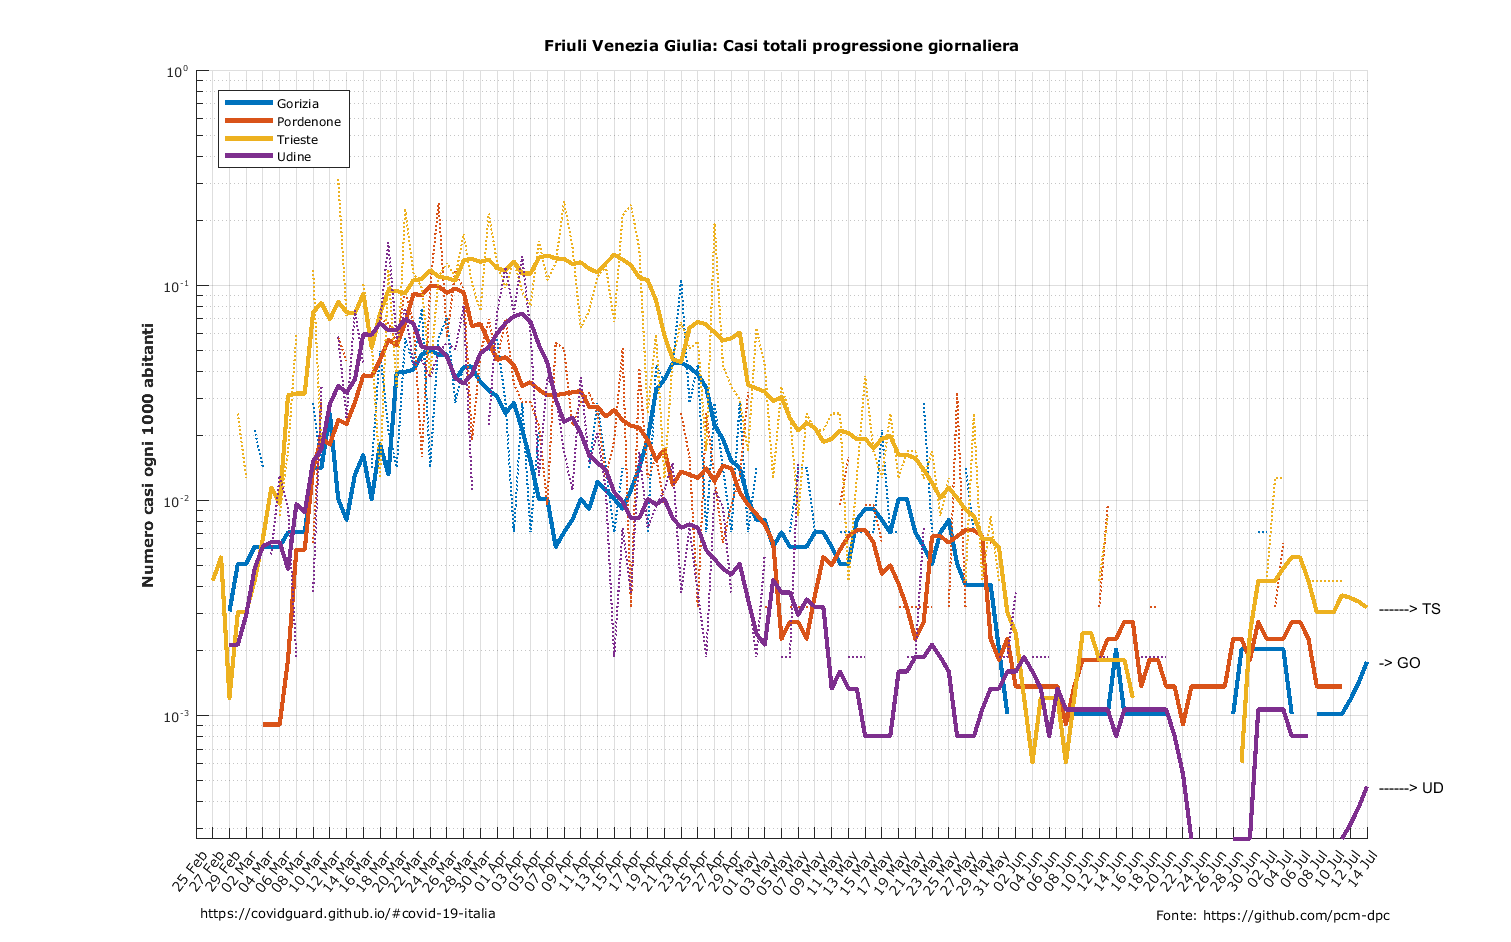 Friuli Venezia Giulia: Casi totali progressione giornaliera
Numero casi ogni 1000 abitanti
10^0
10^-1
10^-2
10^-3
Gorizia
Pordenone
Trieste
Udine
------> TS
-> GO
------> UD
25 Feb
27 Feb
29 Feb
02 Mar
04 Mar
06 Mar
08 Mar
10 Mar
12 Mar
14 Mar
16 Mar
18 Mar
20 Mar
22 Mar
24 Mar
26 Mar
28 Mar
30 Mar
01 Apr
03 Apr
05 Apr
07 Apr
09 Apr
11 Apr
13 Apr
15 Apr
17 Apr
19 Apr
21 Apr
23 Apr
25 Apr
27 Apr
29 Apr
01 May
03 May
05 May
07 May
09 May
11 May
13 May
15 May
17 May
19 May
21 May
23 May
25 May
27 May
29 May
31 May
02 Jun
04 Jun
06 Jun
08 Jun
10 Jun
12 Jun
14 Jun
16 Jun
18 Jun
20 Jun
22 Jun
24 Jun
26 Jun
28 Jun
30 Jun
02 Jul
04 Jul
06 Jul
08 Jul
10 Jul
12 Jul
14 Jul
https://covidguard.github.io/#covid-19-italia
Fonte: https://github.com/pcm-dpc